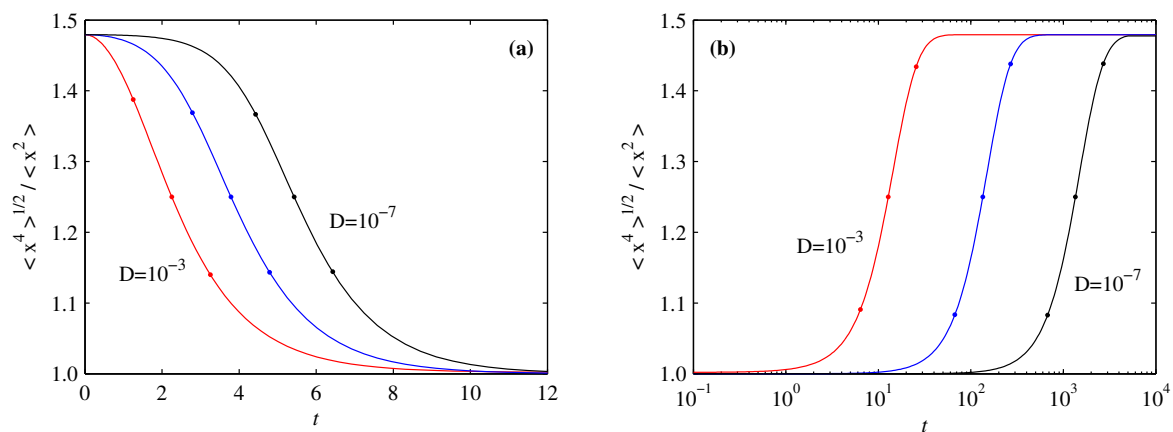 1.5
1.4
1.3
1.2
1.1
1.0
< x⁴ >¹/² / < x² >
(a)
D=10⁻⁷
D=10⁻³
0 2 4 6 8 10 12
t
1.5
1.4
1.3
1.2
1.1
1.0
< x⁴ >¹/² / < x² >
(b)
D=10⁻³
D=10⁻⁷
10⁻¹ 10⁰ 10¹ 10² 10³ 10⁴
t